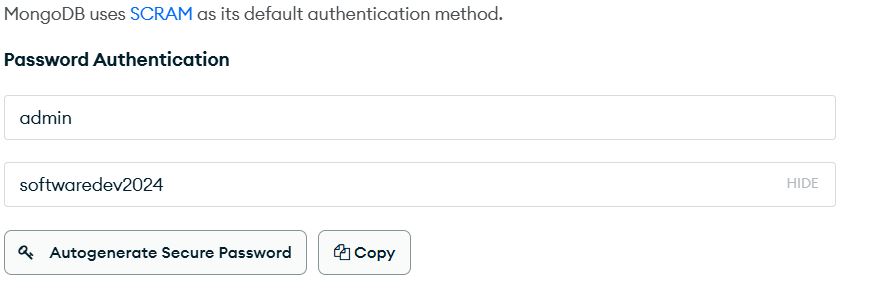 MongoDB uses SCRAM as its default authentication method.
Password Authentication
admin
softwaredev2024 HIDE
Autogenerate Secure Password Copy